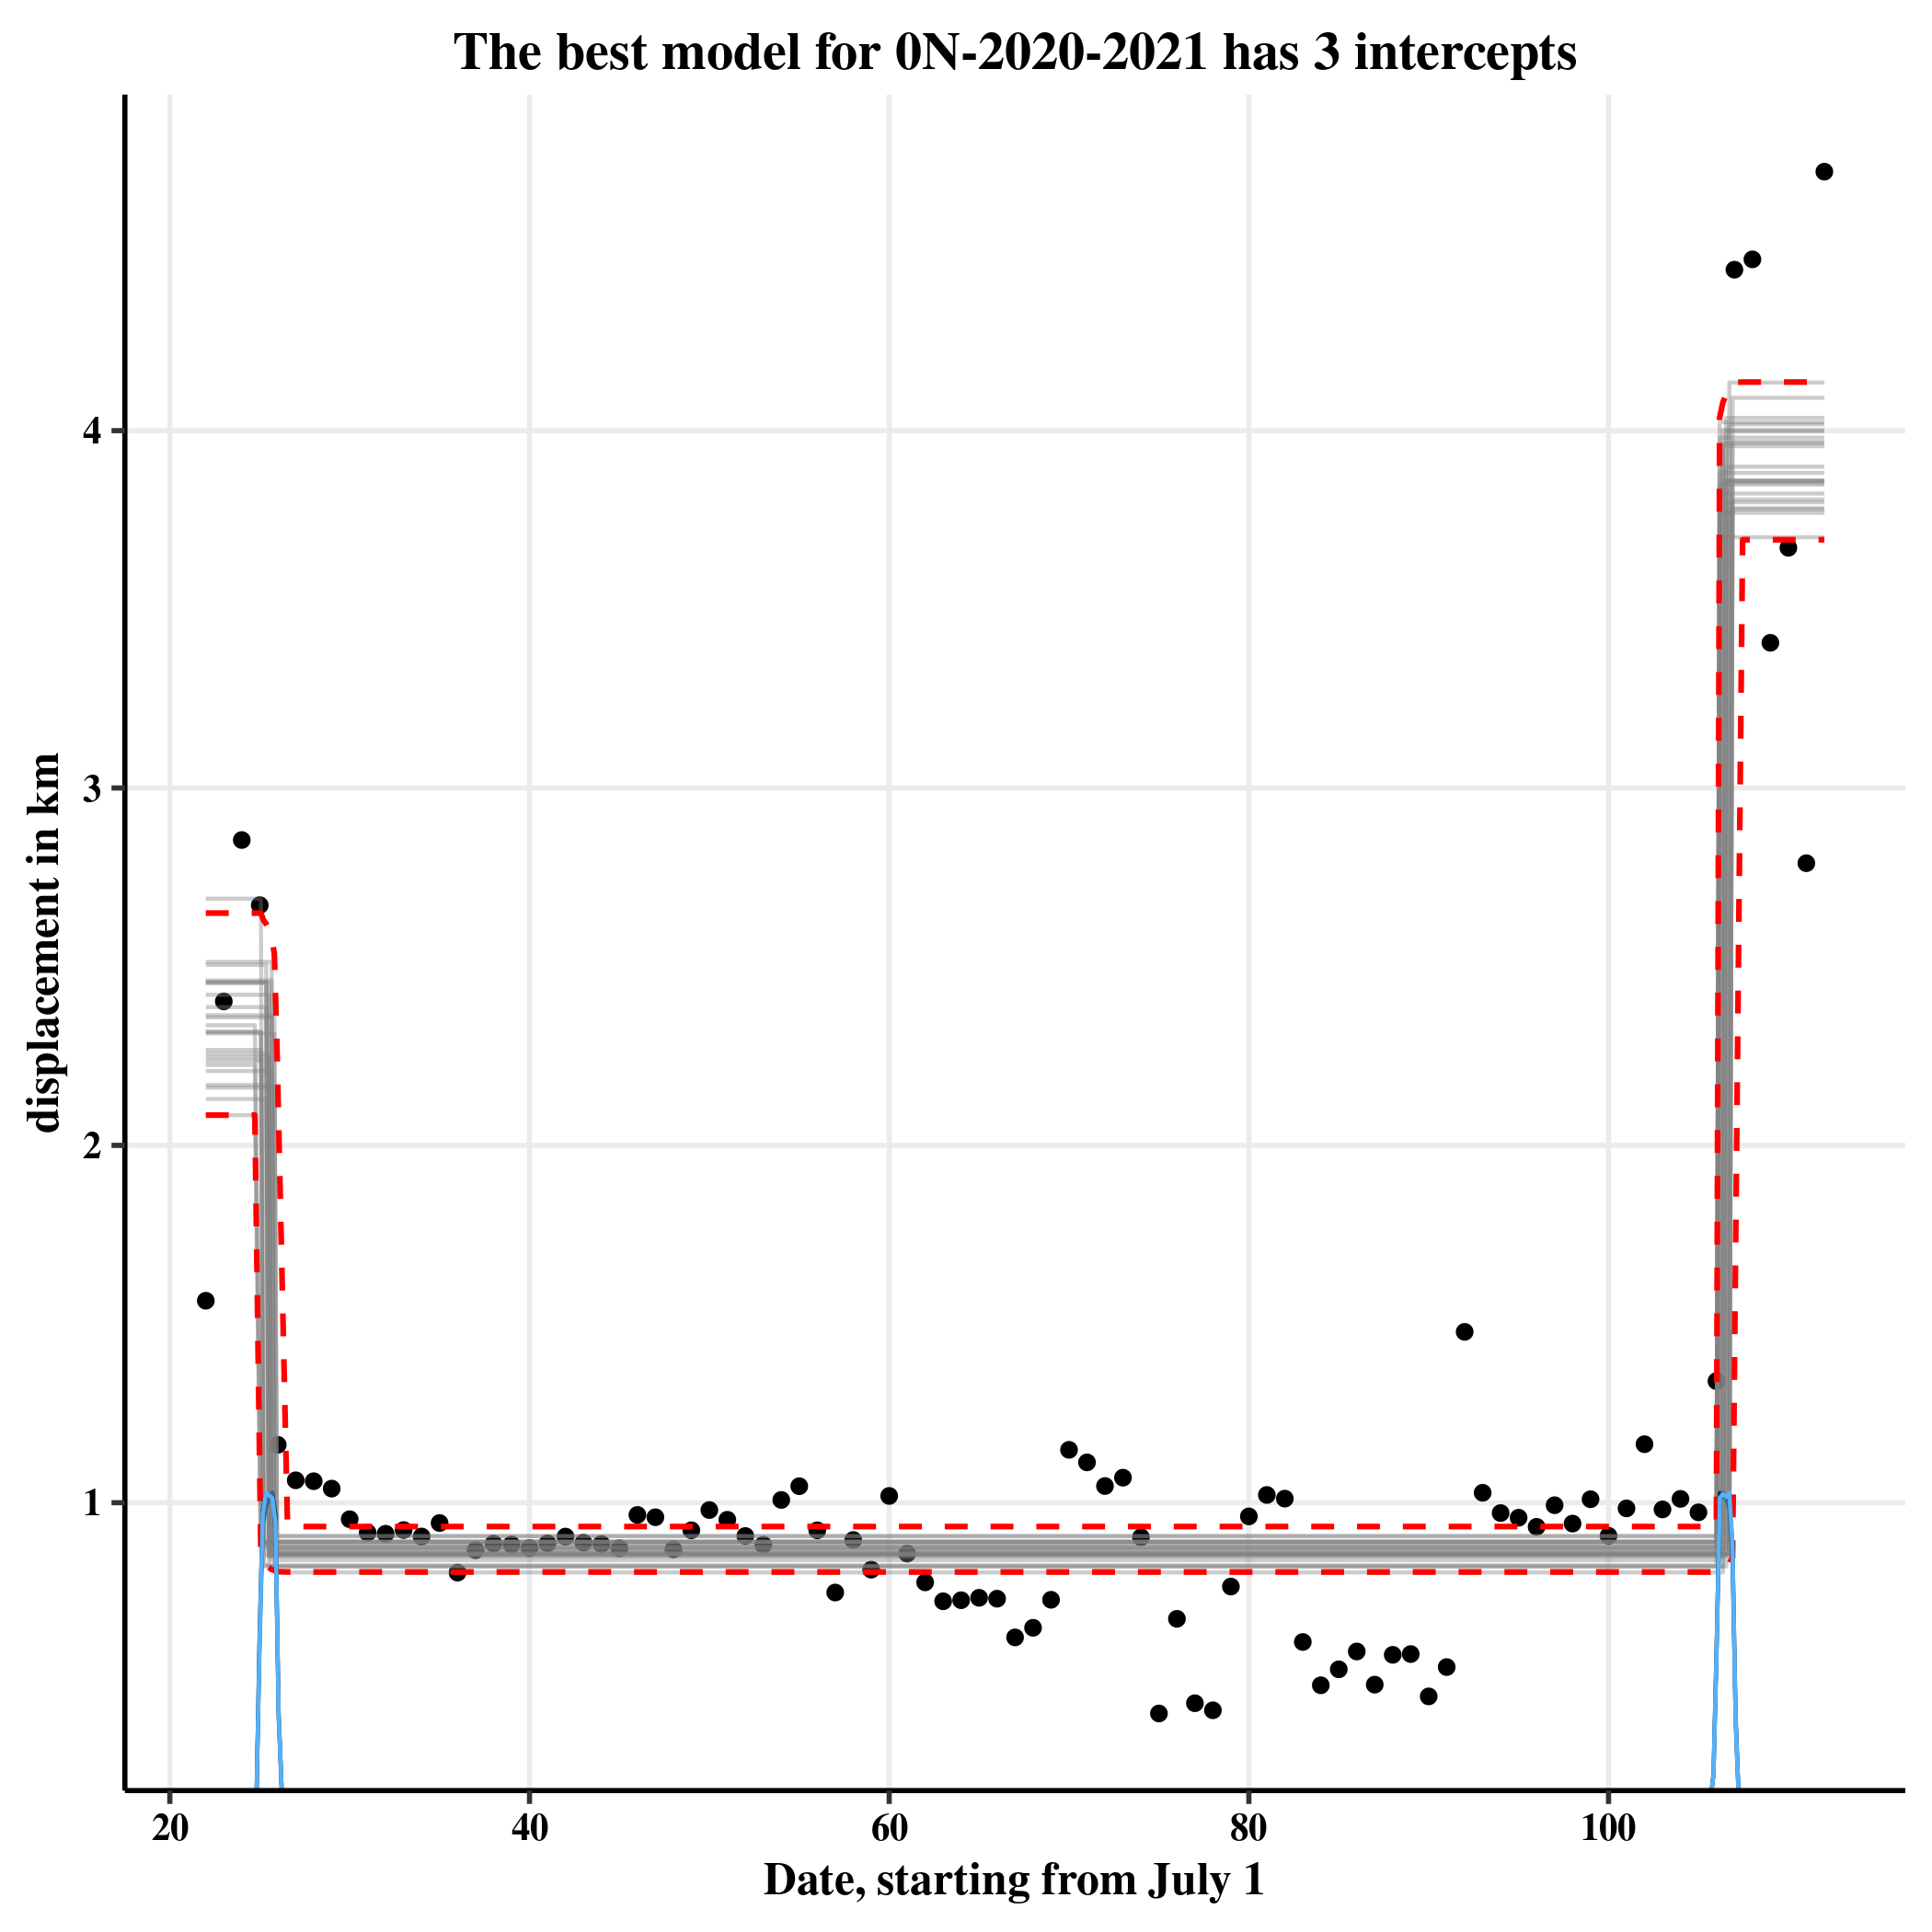 The best model for 0N-2020-2021 has 3 intercepts
displacement in km
4
3
2
1
20 40 60 80 100
Date, starting from July 1